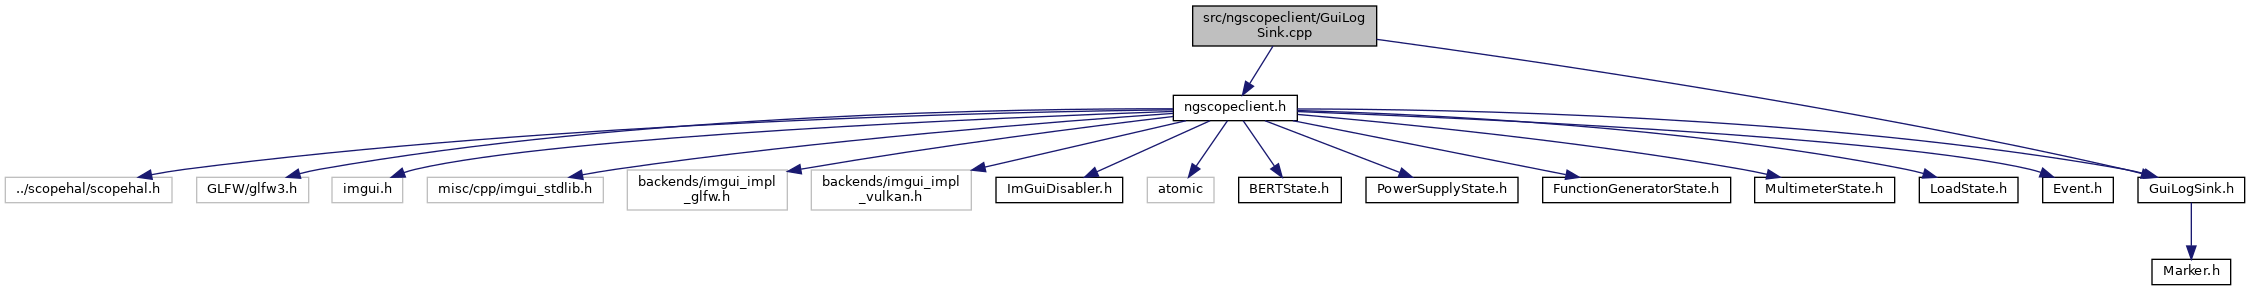 src/ngscopeclient/GuiLog
Sink.cpp
ngscopeclient.h
../scopehal/scopehal.h
GLFW/glfw3.h
imgui.h
misc/cpp/imgui_stdlib.h
backends/imgui_impl
_glfw.h
backends/imgui_impl
_vulkan.h
ImGuiDisabler.h
atomic
BERTState.h
PowerSupplyState.h
FunctionGeneratorState.h
MultimeterState.h
LoadState.h
Event.h
GuiLogSink.h
Marker.h